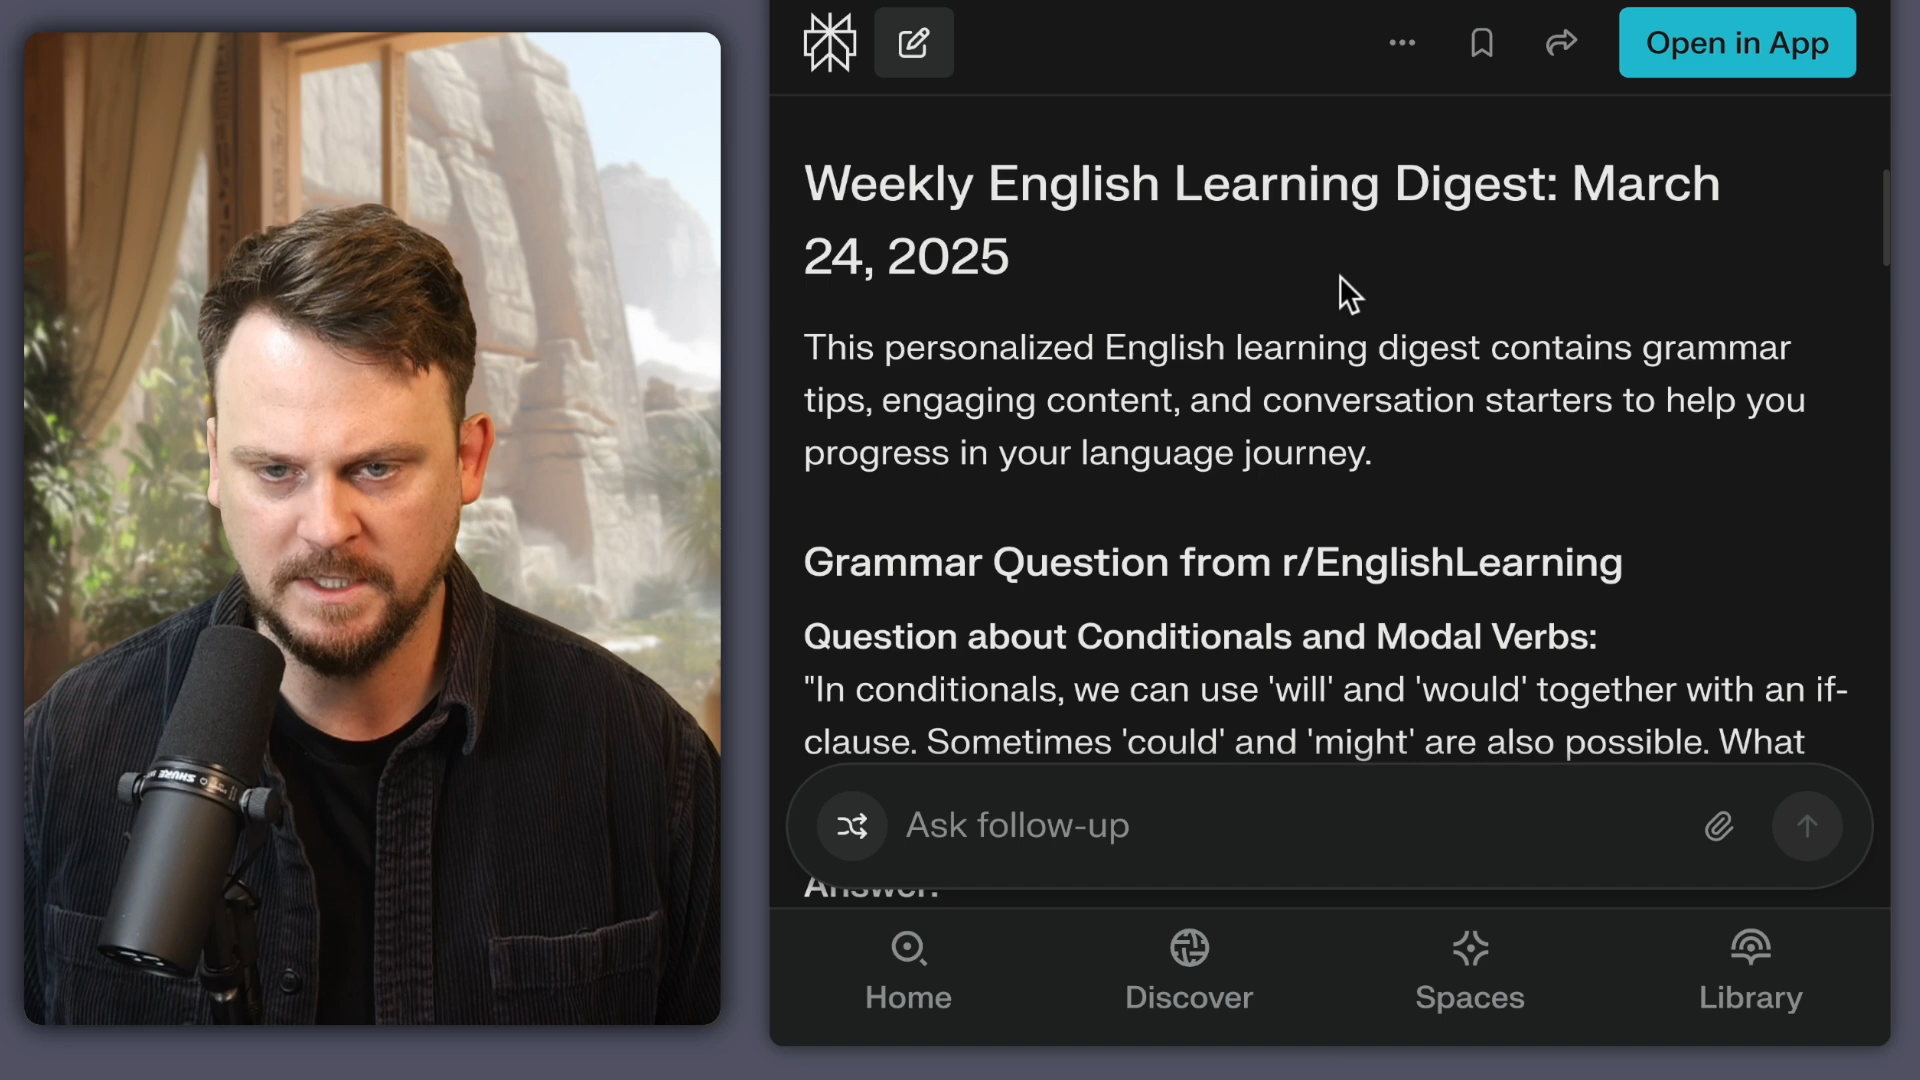 Open in App
Weekly English Learning Digest: March
24, 2025
This personalized English learning digest contains grammar
tips, engaging content, and conversation starters to help you
progress in your language journey.
Grammar Question from r/EnglishLearning
Question about Conditionals and Modal Verbs:
"In conditionals, we can use 'will' and 'would' together with an if-
clause. Sometimes 'could' and 'might' are also possible. What
Ask follow-up
Answer:
Home
Discover
Spaces
Library
SHURE